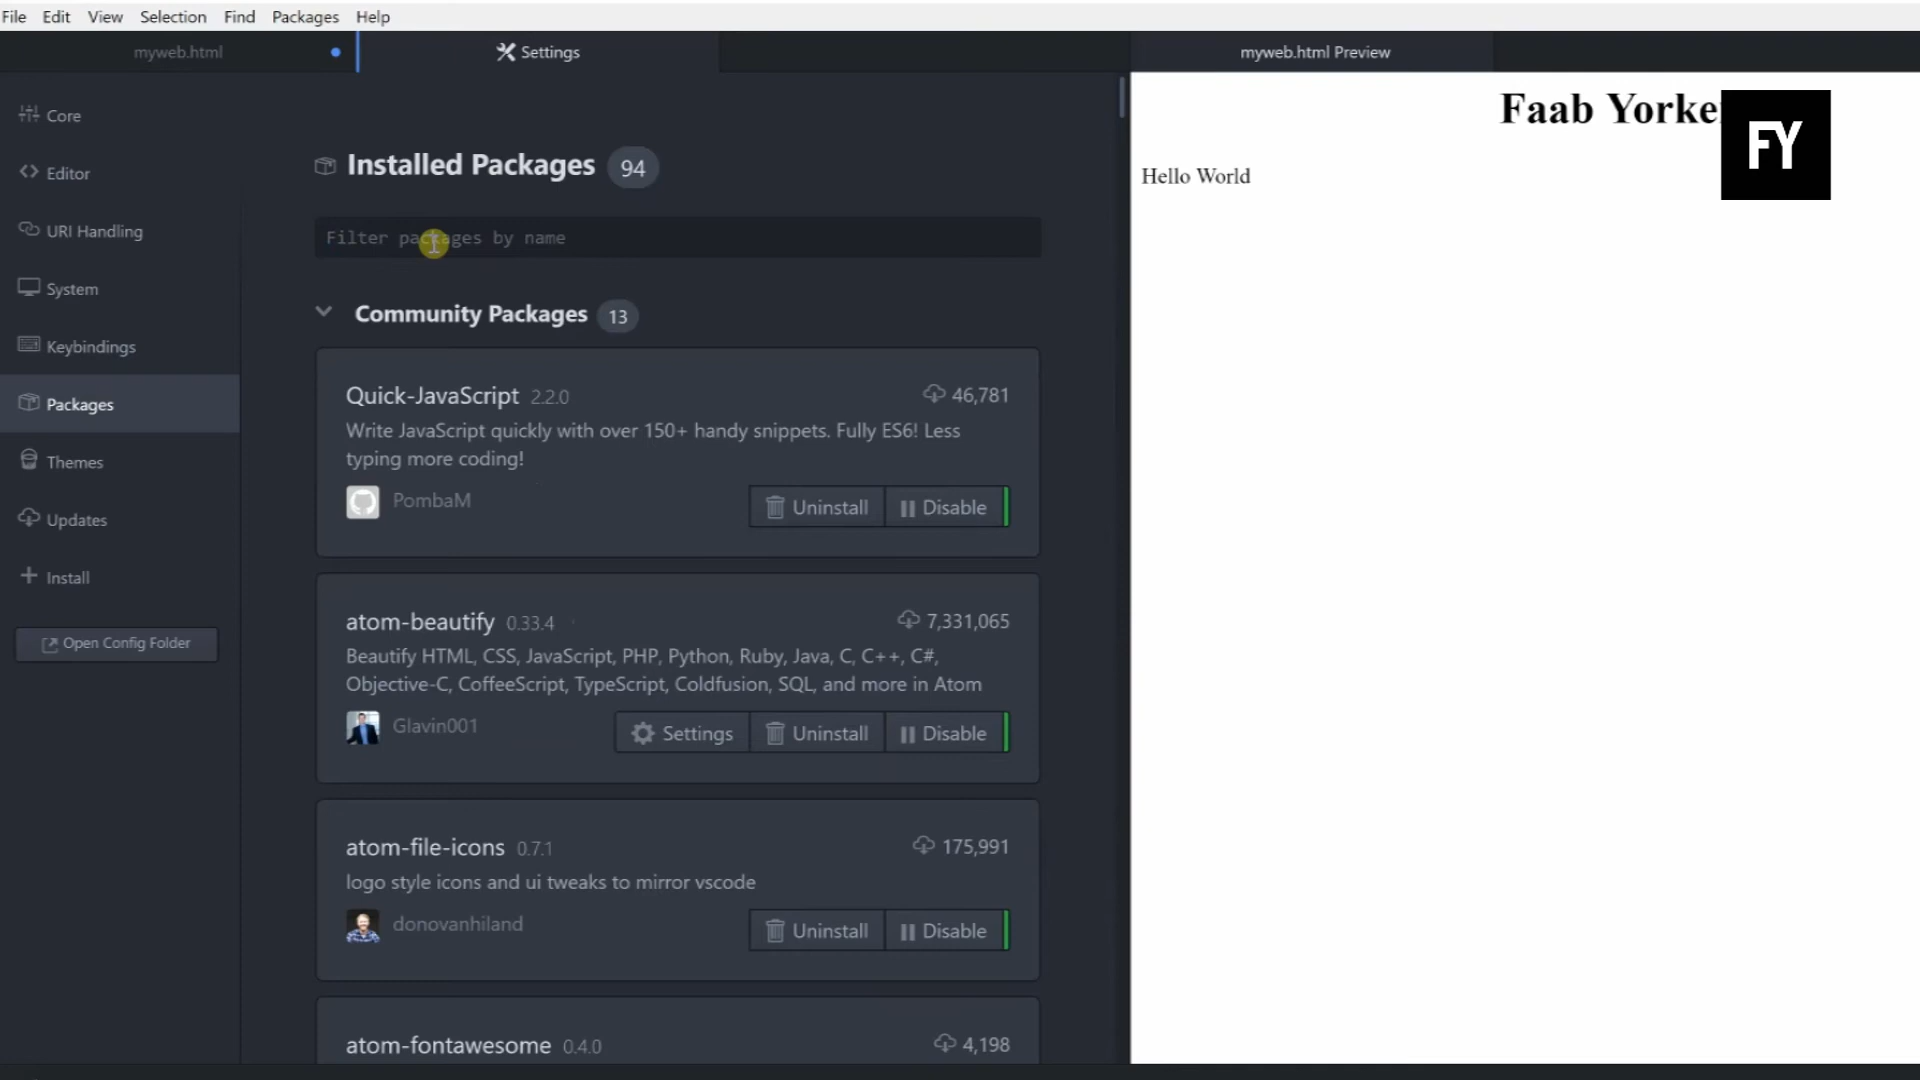 File Edit View Selection Find Packages Help
myweb.html
Settings
myweb.html Preview
Core
Editor
URI Handling
System
Keybindings
Packages
Themes
Updates
Install
Open Config Folder
Installed Packages 94
Filter packages by name
Community Packages 13
Quick-JavaScript 2.2.0 46,781
Write JavaScript quickly with over 150+ handy snippets. Fully ES6! Less
typing more coding!
PombaM Uninstall Disable
atom-beautify 0.33.4 7,331,065
Beautify HTML, CSS, JavaScript, PHP, Python, Ruby, Java, C, C++, C#,
Objective-C, CoffeeScript, TypeScript, Coldfusion, SQL, and more in Atom
Glavin001 Settings Uninstall Disable
atom-file-icons 0.7.1 175,991
logo style icons and ui tweaks to mirror vscode
donovanhiland Uninstall Disable
atom-fontawesome 0.4.0 4,198
Faab
FY
Hello World